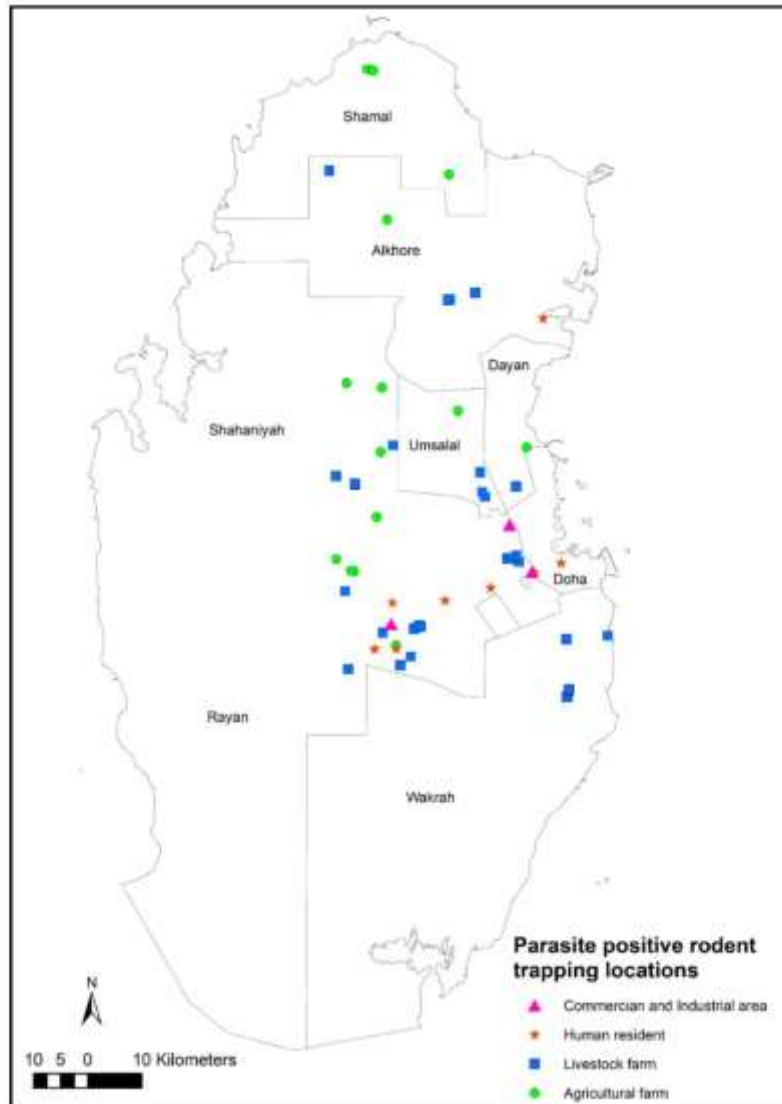 Shamal
Alkhore
Dayan
Shahaniyah
Umsalal
Doha
Rayan
Wakrah
Parasite positive rodent
trapping locations
N
Commercian and Industrial area
Human resident
10 5 0 10 Kilometers
Livestock farm
Agricultural farm